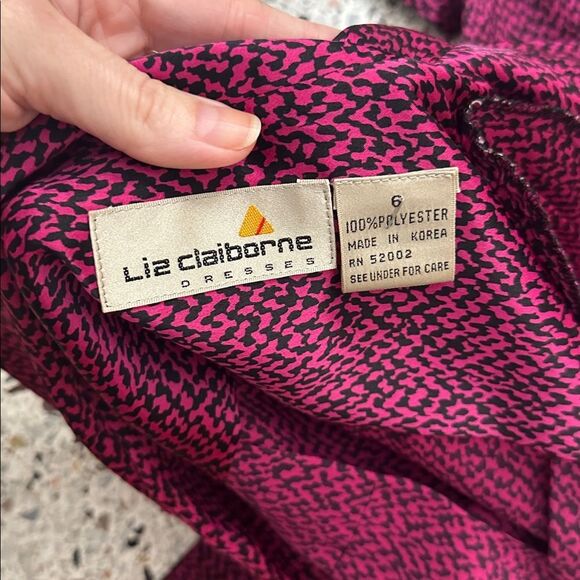 Liz claiborne
DRESSES
6
100%POLYESTER
MADE IN KOREA
RN 52002
SEE UNDER FOR CARE